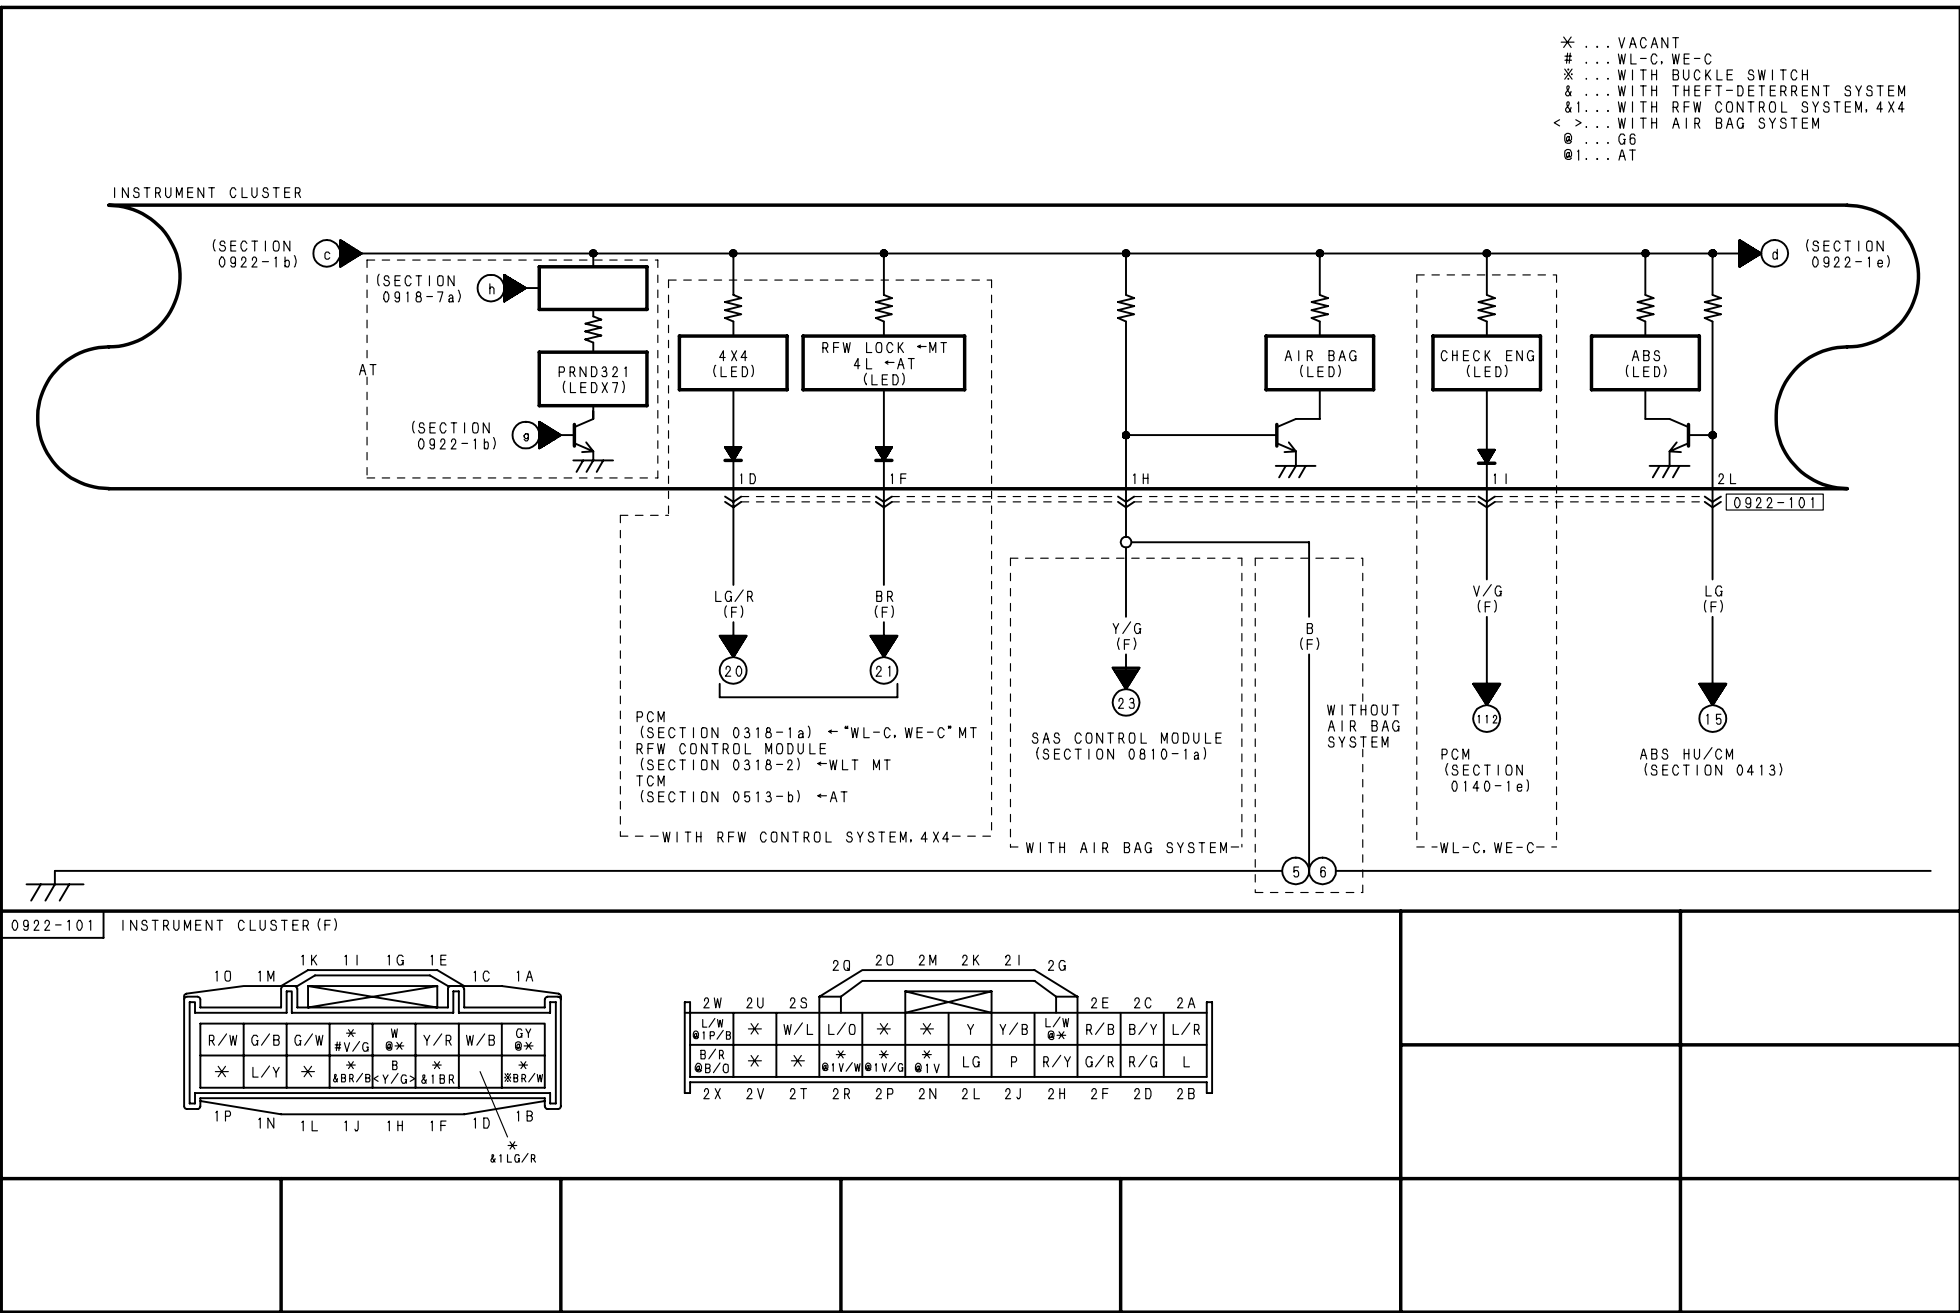 * ... VACANT
# ... WL-C, WE-C
※ ... WITH BUCKLE SWITCH
& ... WITH THEFT-DETERRENT SYSTEM
&1... WITH RFW CONTROL SYSTEM, 4X4
< >... WITH AIR BAG SYSTEM
@ ... G6
@1... AT
INSTRUMENT CLUSTER
(SECTION 0922-1b) c
d (SECTION 0922-1e)
(SECTION 0918-7a) h
AT
PRND321 (LEDX7)
(SECTION 0922-1b) g
4X4 (LED)
RFW LOCK ←MT
4L ←AT
(LED)
AIR BAG (LED)
CHECK ENG (LED)
ABS (LED)
1D 1F 1H 1I 2L
0922-101
LG/R (F)
BR (F)
Y/G (F)
B (F)
V/G (F)
LG (F)
20 21 23 112 15
PCM
(SECTION 0318-1a) ←"WL-C, WE-C" MT
RFW CONTROL MODULE
(SECTION 0318-2) ←WLT MT
TCM
(SECTION 0513-b) ←AT
WITH RFW CONTROL SYSTEM, 4X4
SAS CONTROL MODULE
(SECTION 0810-1a)
WITH AIR BAG SYSTEM
WITHOUT
AIR BAG
SYSTEM
PCM
(SECTION
0140-1e)
WL-C, WE-C
ABS HU/CM
(SECTION 0413)
5 6
0922-101 INSTRUMENT CLUSTER (F)
1O 1M 1K 1I 1G 1E 1C 1A
R/W G/B G/W * #V/G W @* Y/R W/B GY @*
* L/Y * * &BR/B B <Y/G> * &1BR * ※BR/W
1P 1N 1L 1J 1H 1F 1D 1B
*
&1LG/R
2W 2U 2S 2Q 2O 2M 2K 2I 2G 2E 2C 2A
L/W @1P/B * W/L L/O * * Y Y/B L/W @* R/B B/Y L/R
B/R @B/O * * * @1V/W * @1V/G * @1V LG P R/Y G/R R/G L
2X 2V 2T 2R 2P 2N 2L 2J 2H 2F 2D 2B